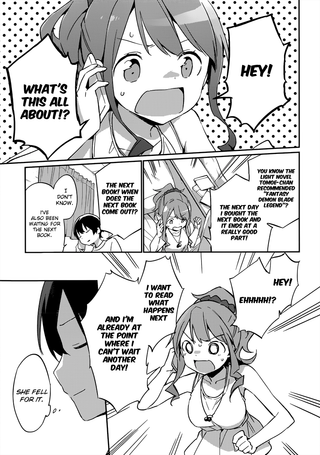 HEY!
WHAT'S
THIS ALL
ABOUT!?
YOU KNOW THE
LIGHT NOVEL
TOMOE-CHAN
RECOMMENDED
"FANTASY
DEMON BLADE
LEGEND"?
THE NEXT DAY
I BOUGHT THE
NEXT BOOK AND
IT ENDS AT A
REALLY GOOD
PART!
THE NEXT
BOOK! WHEN
DOES THE
NEXT BOOK
COME OUT!?
I
DON'T
KNOW.
I'VE
ALSO BEEN
WAITING FOR
THE NEXT
BOOK.
HEY!
EHHHHH!?
I WANT
TO READ
WHAT
HAPPENS
NEXT
AND I'M
ALREADY
AT THE
POINT
WHERE I
CAN'T WAIT
ANOTHER
DAY!
SHE FELL
FOR IT.